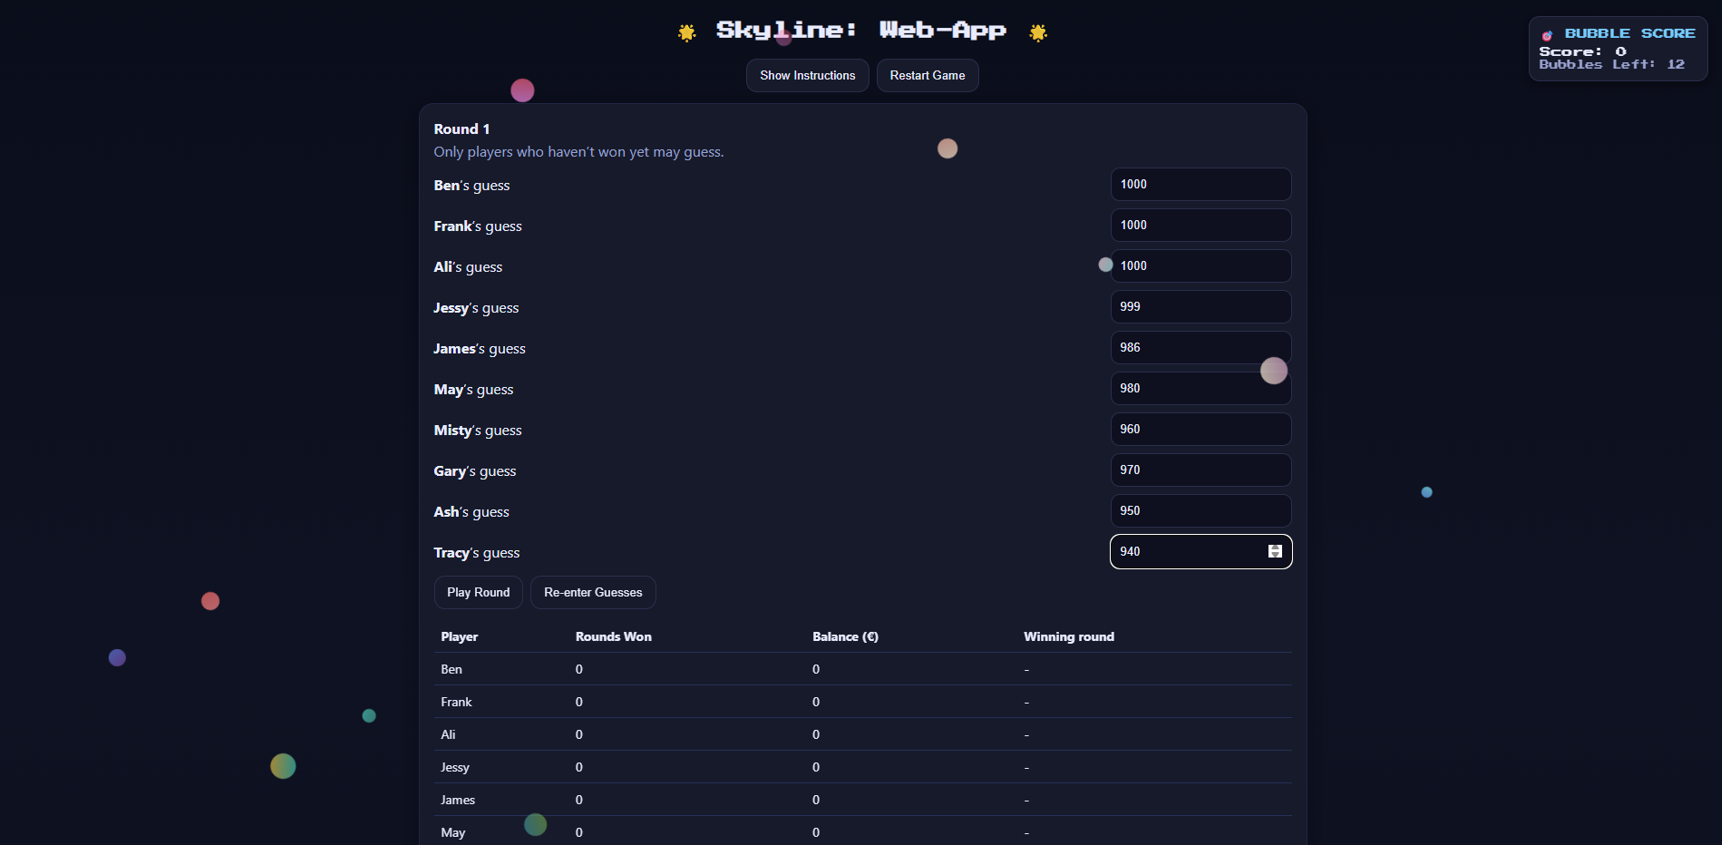 Skyline: Web-App
BUBBLE SCORE
Score: 0
Bubbles Left: 12
Show Instructions Restart Game
Round 1
Only players who haven’t won yet may guess.
Ben’s guess 1000
Frank’s guess 1000
Ali’s guess 1000
Jessy’s guess 999
James’s guess 986
May’s guess 980
Misty’s guess 960
Gary’s guess 970
Ash’s guess 950
Tracy’s guess 940
Play Round Re-enter Guesses
Player Rounds Won Balance (€) Winning round
Ben 0 0 -
Frank 0 0 -
Ali 0 0 -
Jessy 0 0 -
James 0 0 -
May 0 0 -